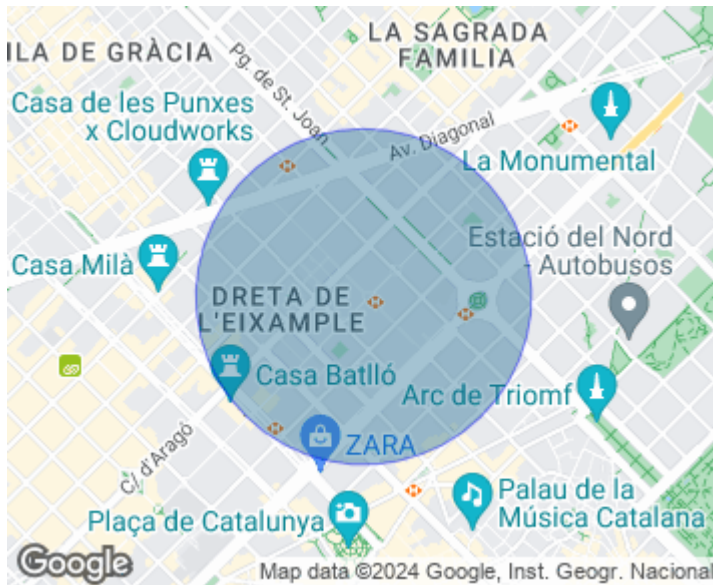 LA SAGRADA
FAMILIA
ILA DE GRÀCIA
Pg. de St. Joan
Casa de les Punxes
x Cloudworks
Av. Diagonal
La Monumental
Estació del Nord
- Autobusos
Casa Milà
DRETA DE
L'EIXAMPLE
Casa Batlló
Arc de Triomf
C/ d'Aragó
ZARA
Palau de la
Música Catalana
Plaça de Catalunya
Google
Map data ©2024 Google, Inst. Geogr. Nacional